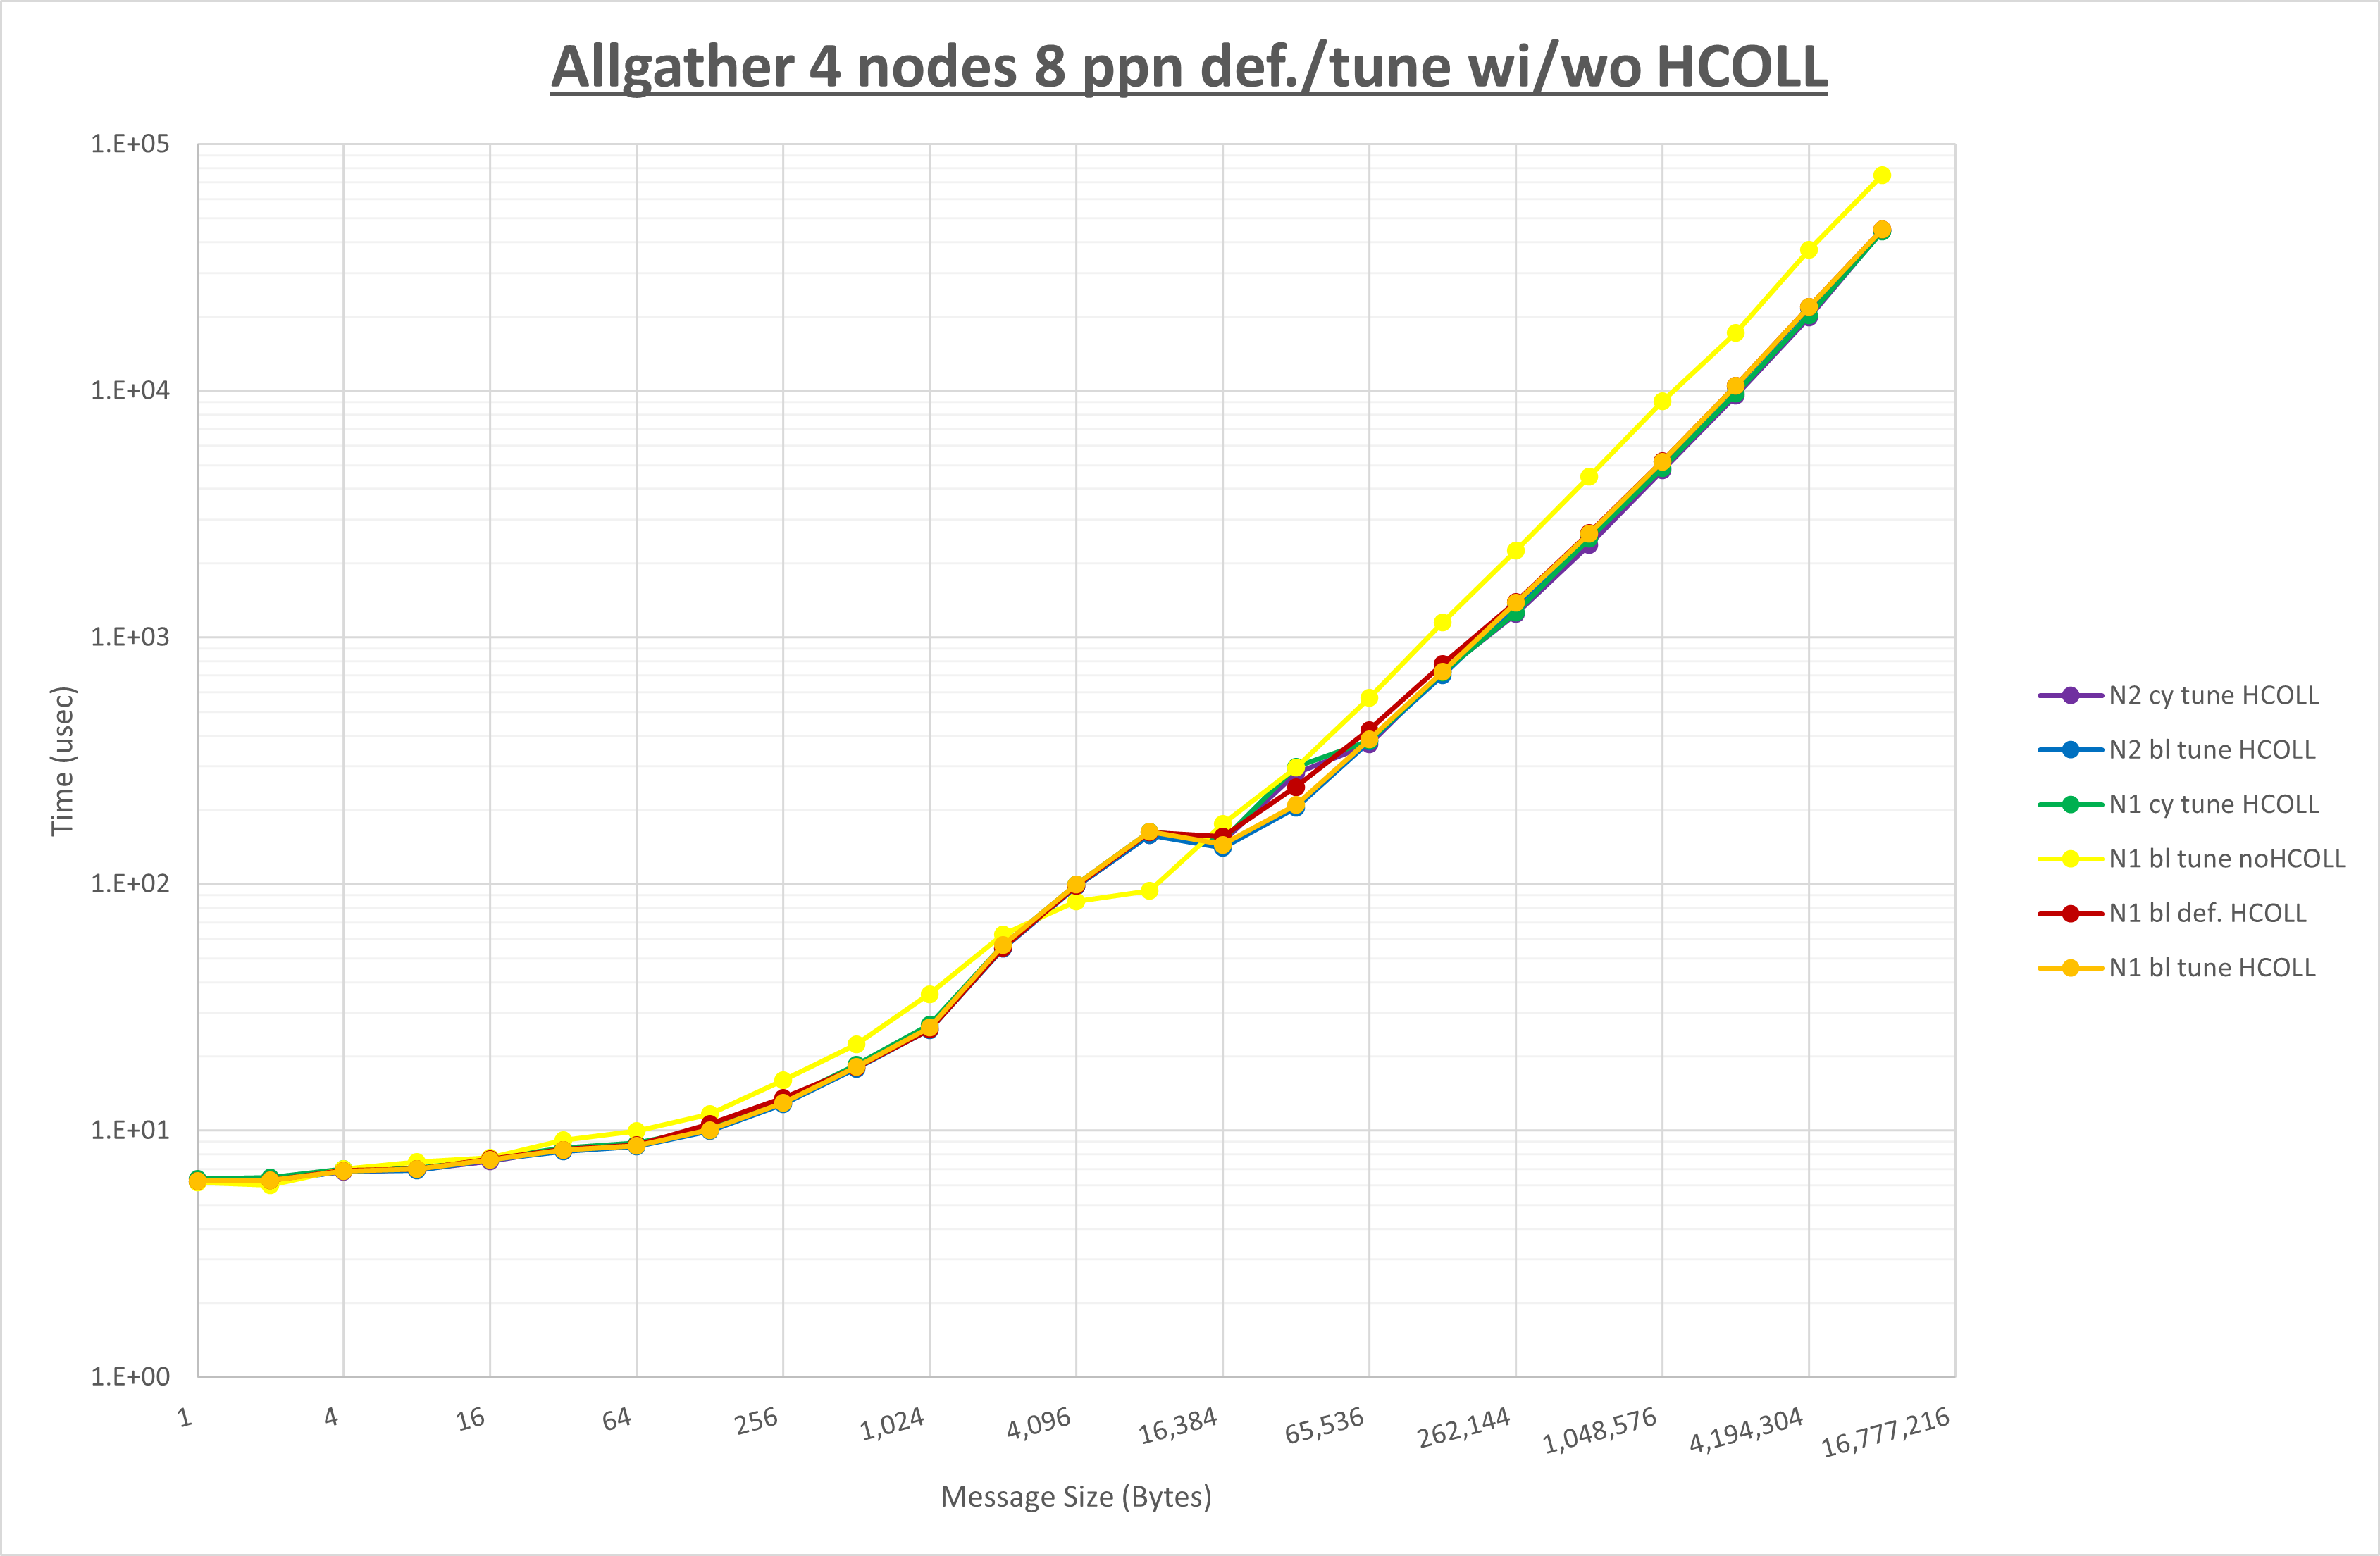 Allgather 4 nodes 8 ppn def./tune wi/wo HCOLL
1.E+05
1.E+04
1.E+03
1.E+02
1.E+01
1.E+00
Time (usec)
1
4
16
64
256
1,024
4,096
16,384
65,536
262,144
1,048,576
4,194,304
16,777,216
Message Size (Bytes)
N2 cy tune HCOLL
N2 bl tune HCOLL
N1 cy tune HCOLL
N1 bl tune noHCOLL
N1 bl def. HCOLL
N1 bl tune HCOLL